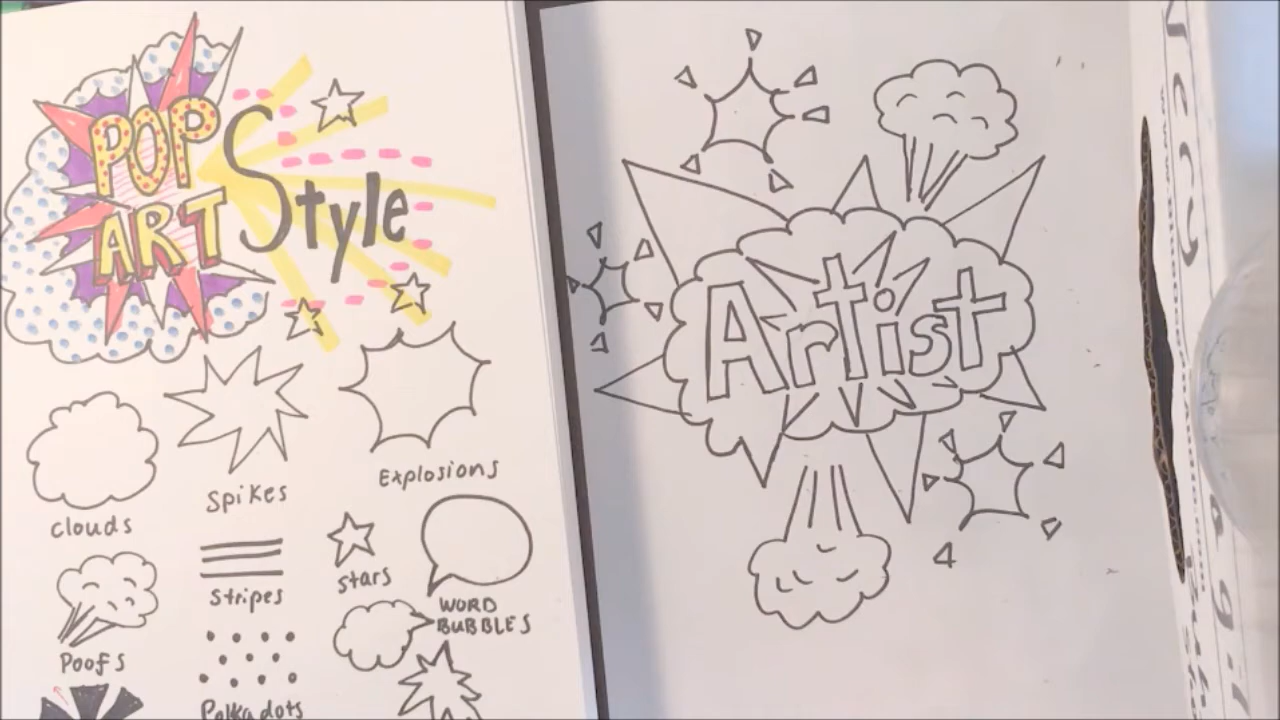 POP
ART
Style
clouds
Spikes
Explosions
Poofs
Stripes
stars
WORD
BUBBLES
Polka dots
Artist